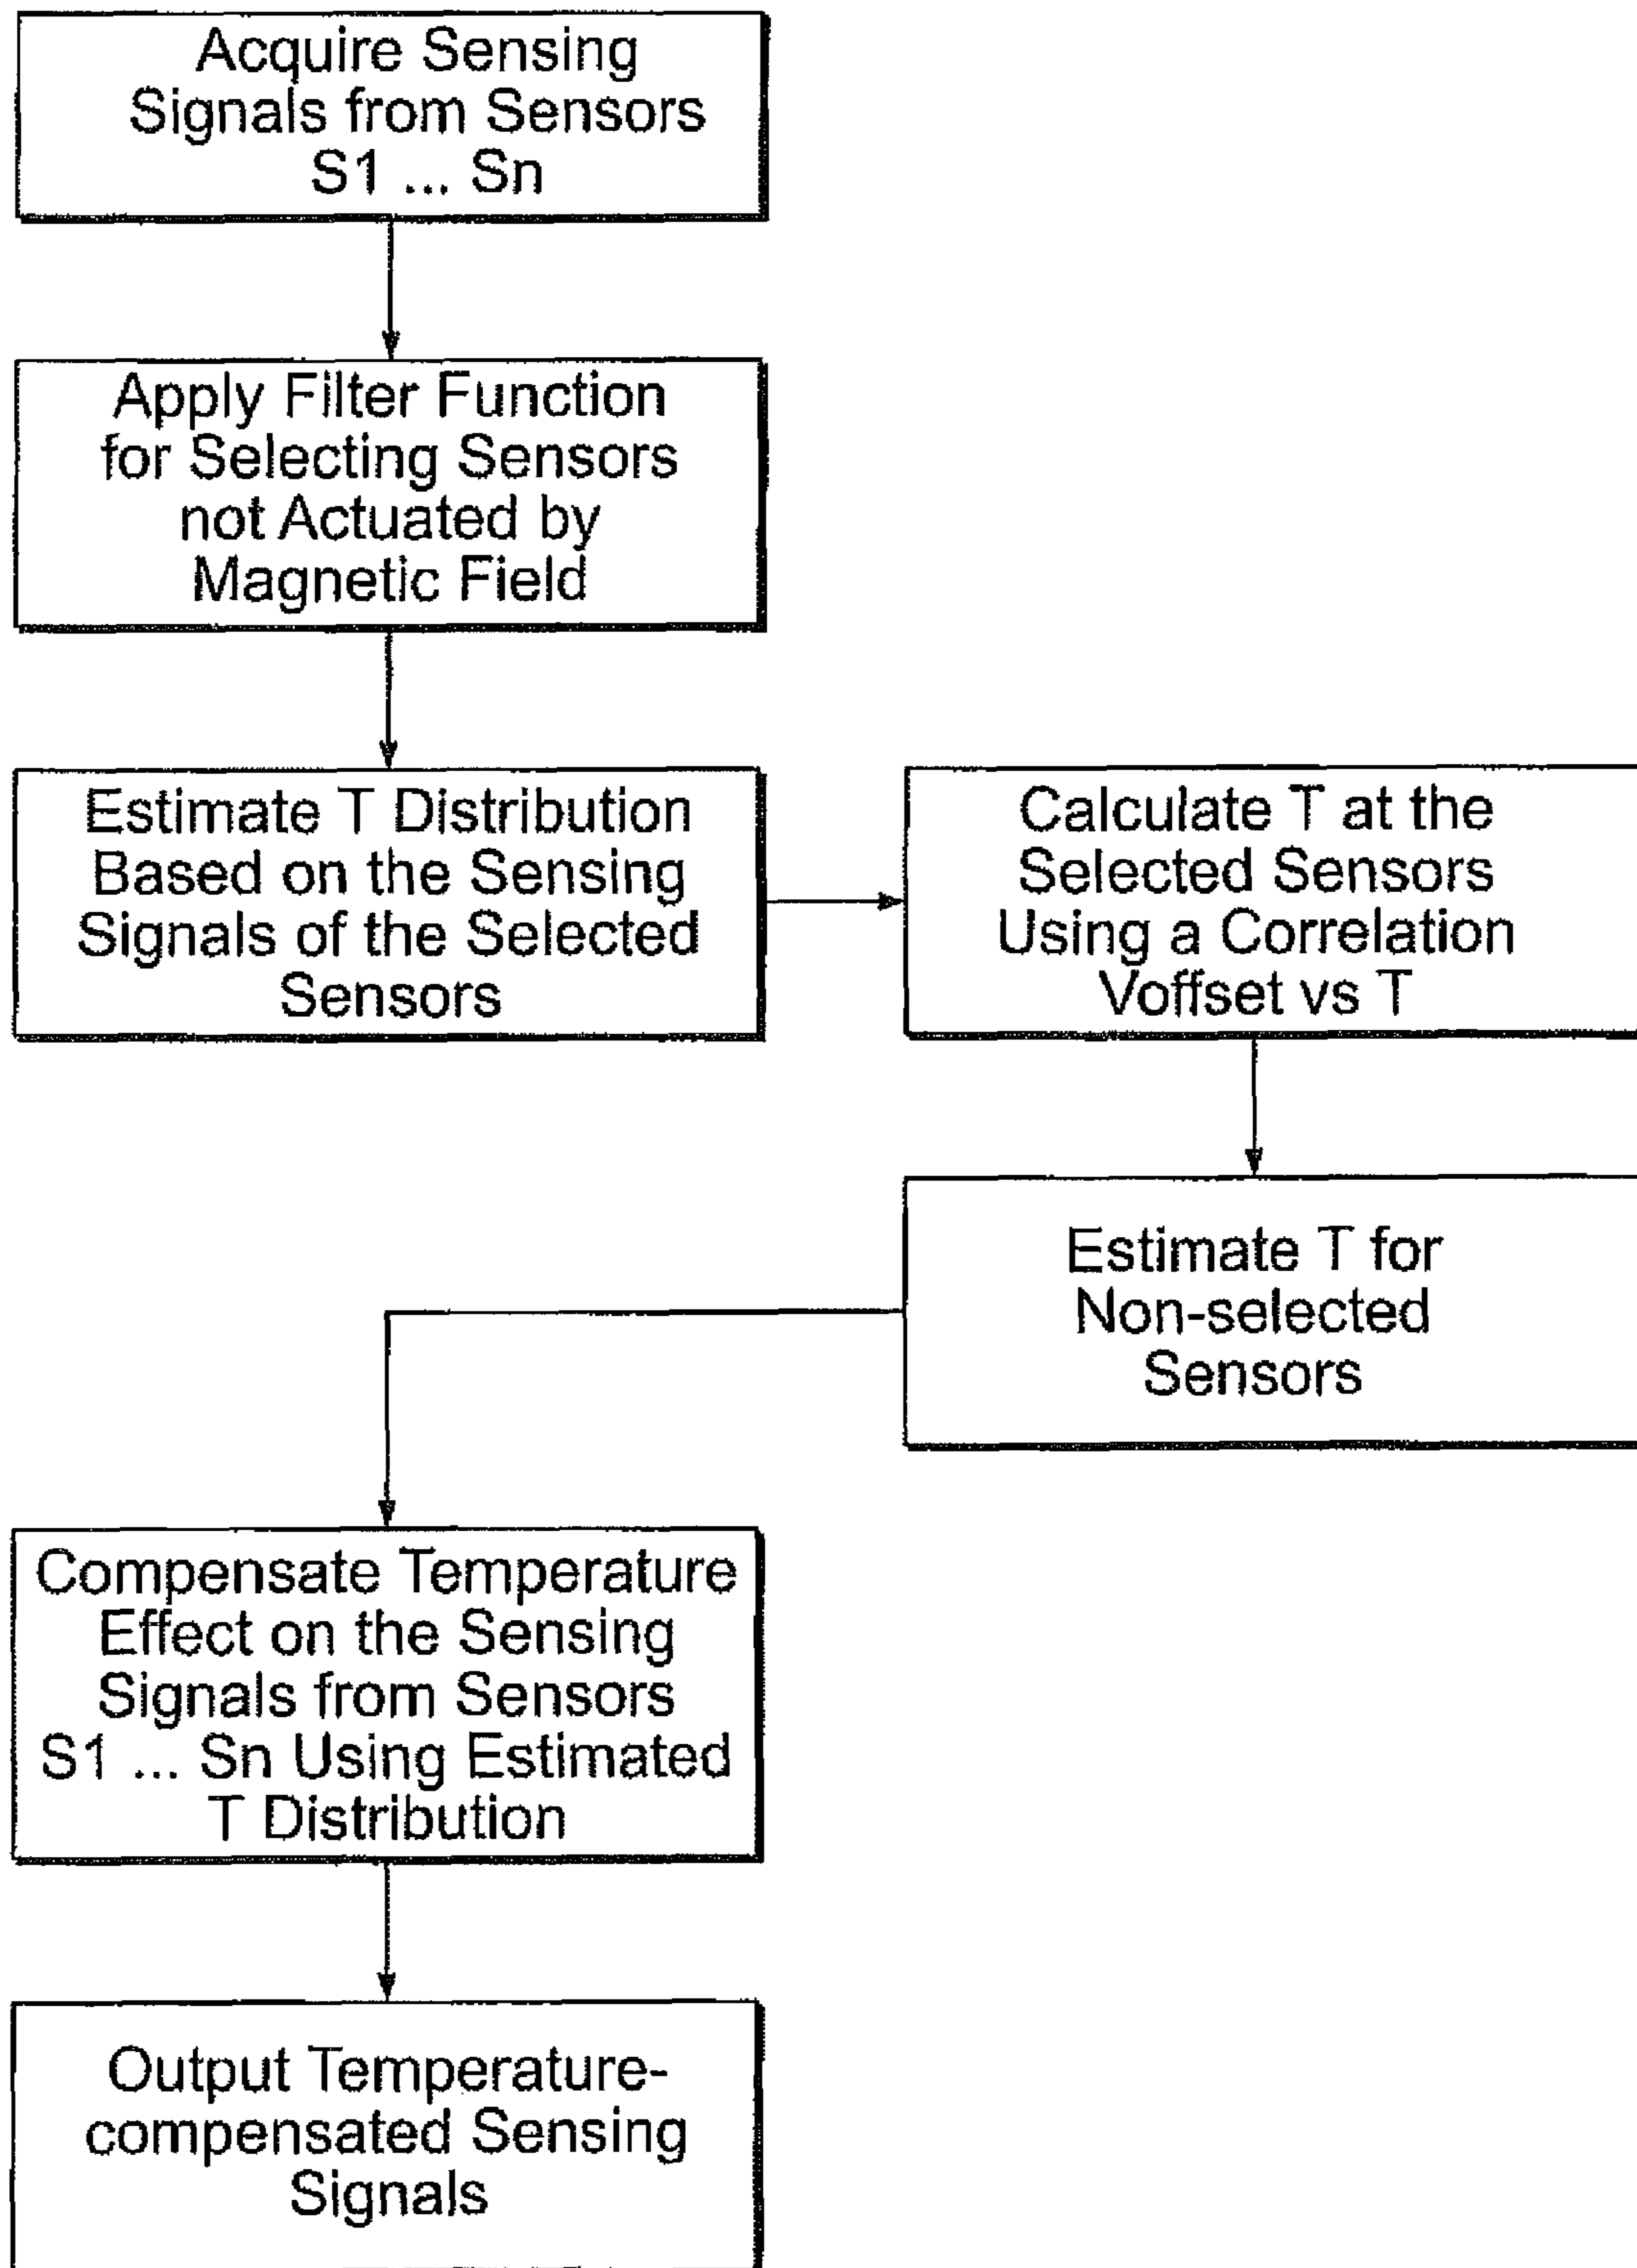 Acquire Sensing
Signals from Sensors
S1 ... Sn
Apply Filter Function
for Selecting Sensors
not Actuated by
Magnetic Field
Estimate T Distribution
Based on the Sensing
Signals of the Selected
Sensors
Calculate T at the
Selected Sensors
Using a Correlation
Voffset vs T
Estimate T for
Non-selected
Sensors
Compensate Temperature
Effect on the Sensing
Signals from Sensors
S1 ... Sn Using Estimated
T Distribution
Output Temperature-
compensated Sensing
Signals